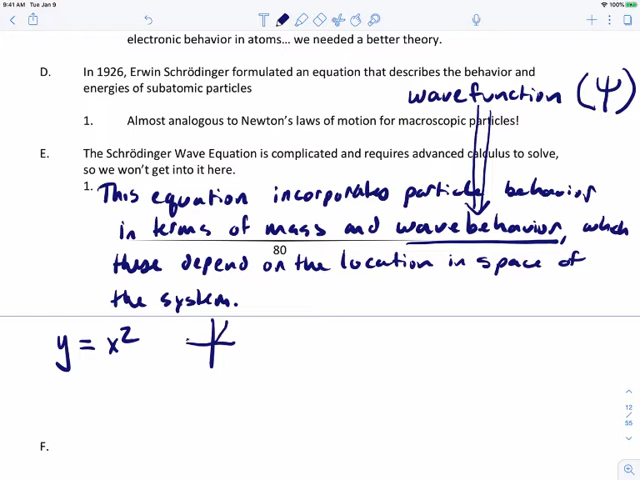 9:41 AM Tue Jan 9
100%
electronic behavior in atoms… we needed a better theory.
D. In 1926, Erwin Schrödinger formulated an equation that describes the behavior and
energies of subatomic particles
wavefunction (Ψ)
1. Almost analogous to Newton's laws of motion for macroscopic particles!
E. The Schrödinger Wave Equation is complicated and requires advanced calculus to solve,
so we won't get into it here.
1. This equation incorporates particle behavior
in terms of mass and wave behavior, which
80
these depend on the location in space of
the system.
y = x²
F.
12
/
55